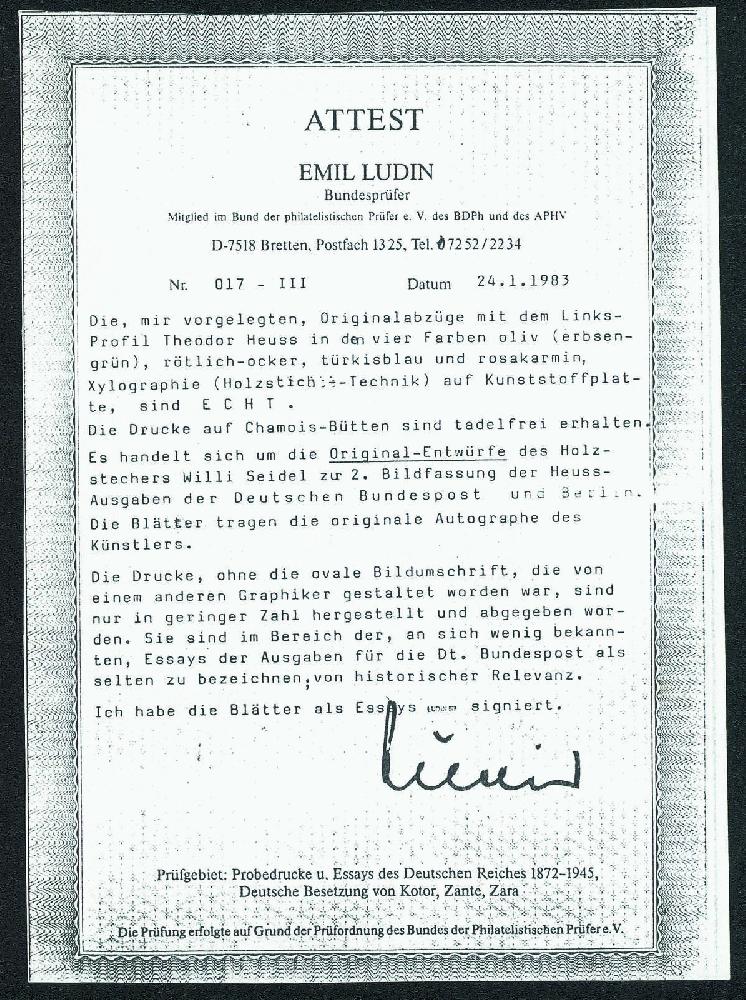 ATTEST
EMIL LUDIN
Bundesprüfer
Mitglied im Bund der philatelistischen Prüfer e. V. des BDPh und des APHV
D-7518 Bretten, Postfach 1325, Tel. 07252/2234
Nr. 017 - III Datum 24.1.1983
Die, mir vorgelegten, Originalabzüge mit dem Links-
Profil Theodor Heuss in den vier Farben oliv (erbsen-
grün), rötlich-ocker, türkisblau und rosakarmin,
Xylographie (Holzstich-Technik) auf Kunststoffplat-
te, sind E C H T .
Die Drucke auf Chamois-Bütten sind tadelfrei erhalten.
Es handelt sich um die Original-Entwürfe des Holz-
stechers Willi Seidel zur 2. Bildfassung der Heuss-
Ausgaben der Deutschen Bundespost und Berlin.
Die Blätter tragen die originale Autographe des
Künstlers.
Die Drucke, ohne die ovale Bildumschrift, die von
einem anderen Graphiker gestaltet worden war, sind
nur in geringer Zahl hergestellt und abgegeben wor-
den. Sie sind im Bereich der, an sich wenig bekann-
ten, Essays der Ausgaben für die Dt. Bundespost als
selten zu bezeichnen;von historischer Relevanz.
Ich habe die Blätter als Essays signiert.
Ludin
Prüfgebiet: Probedrucke u. Essays des Deutschen Reiches 1872-1945,
Deutsche Besetzung von Kotor, Zante, Zara
Die Prüfung erfolgte auf Grund der Prüfordnung des Bundes der Philatelistischen Prüfer e. V.